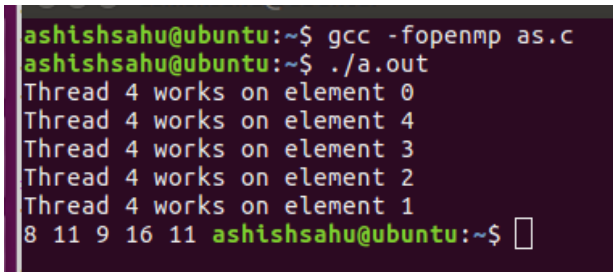 ashishsahu@ubuntu:~$ gcc -fopenmp as.c
ashishsahu@ubuntu:~$ ./a.out
Thread 4 works on element 0
Thread 4 works on element 4
Thread 4 works on element 3
Thread 4 works on element 2
Thread 4 works on element 1
8 11 9 16 11 ashishsahu@ubuntu:~$